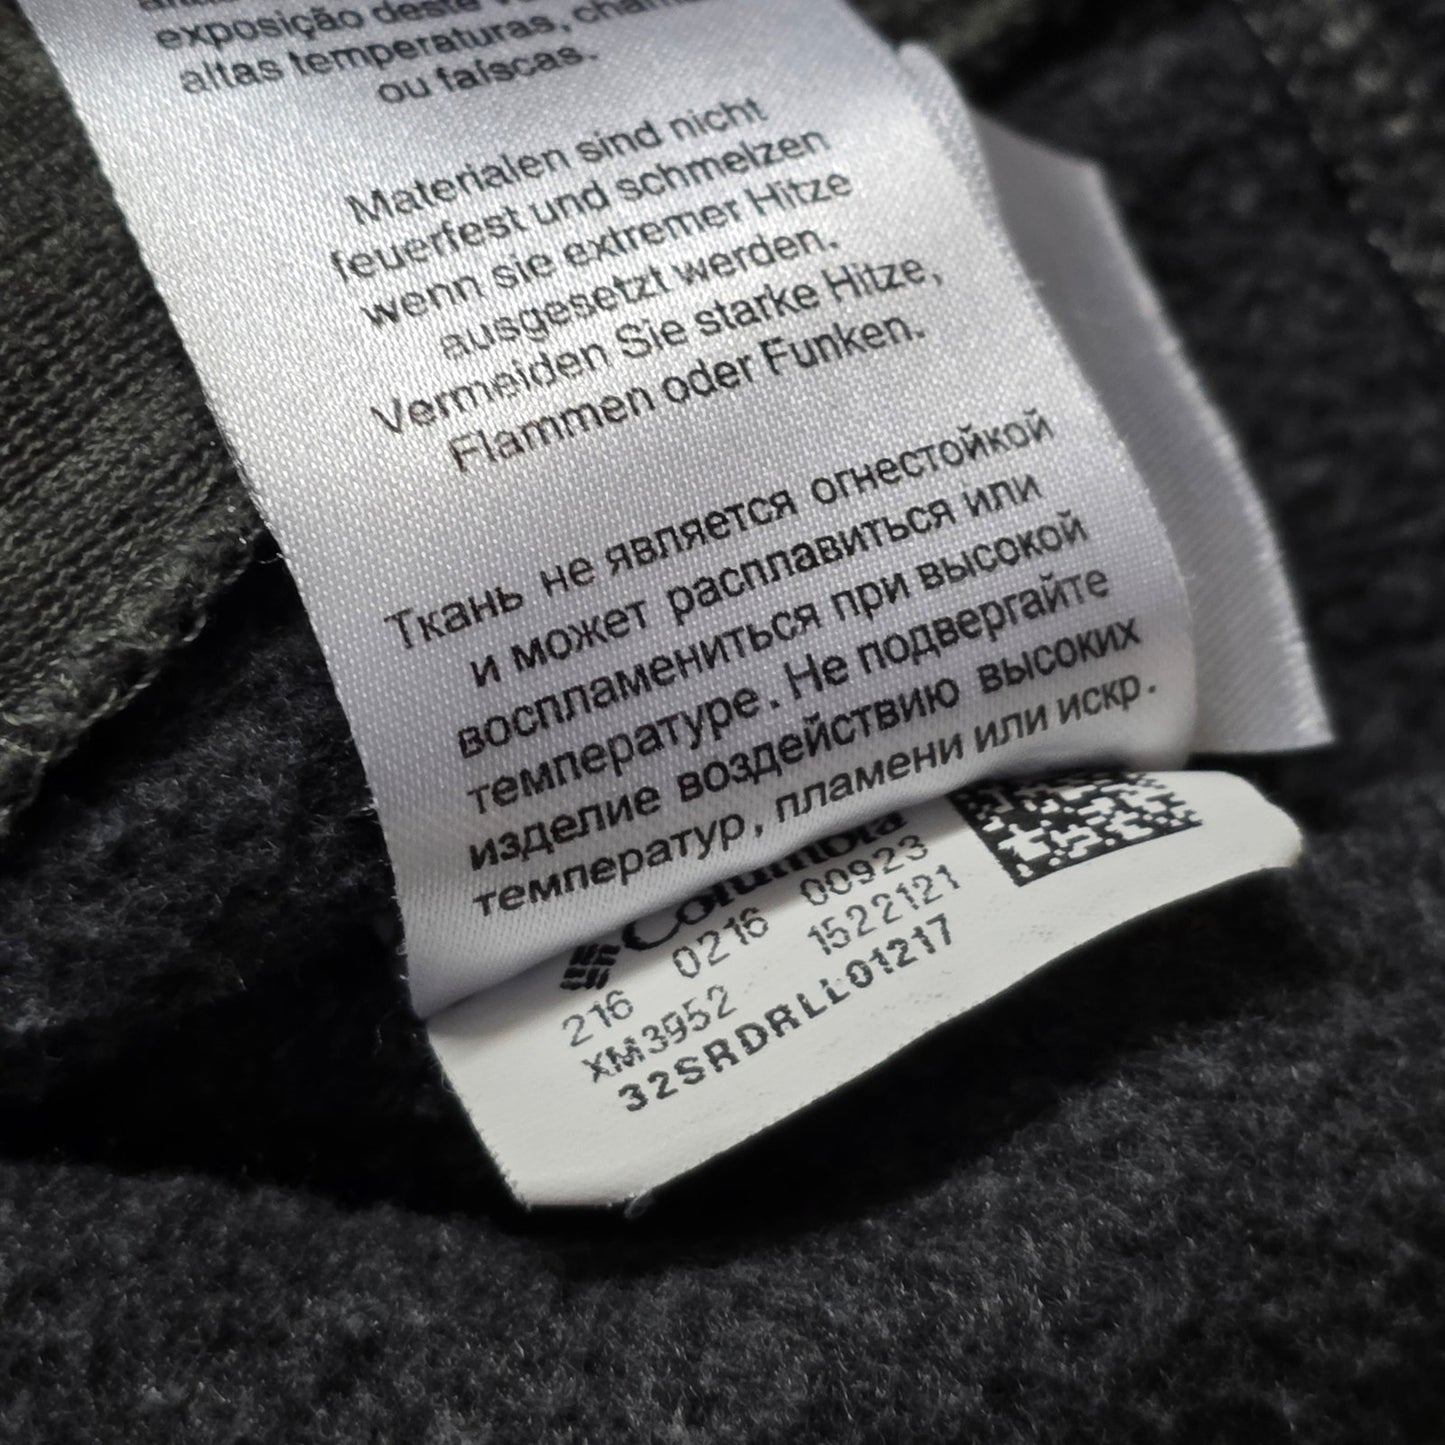 exposição deste
altas temperaturas,
ou faíscas.
Materialen sind nicht
feuerfest und schmelzen
wenn sie extremer Hitze
ausgesetzt werden.
Vermeiden Sie starke Hitze,
Flammen oder Funken.
Ткань не является огнестойкой
и может расплавиться или
воспламениться при высокой
температуре. Не подвергайте
изделие воздействию высоких
температур, пламени или искр.
Columbia
216 0216 00923
XM3952 1522121
32SRDRLL01217